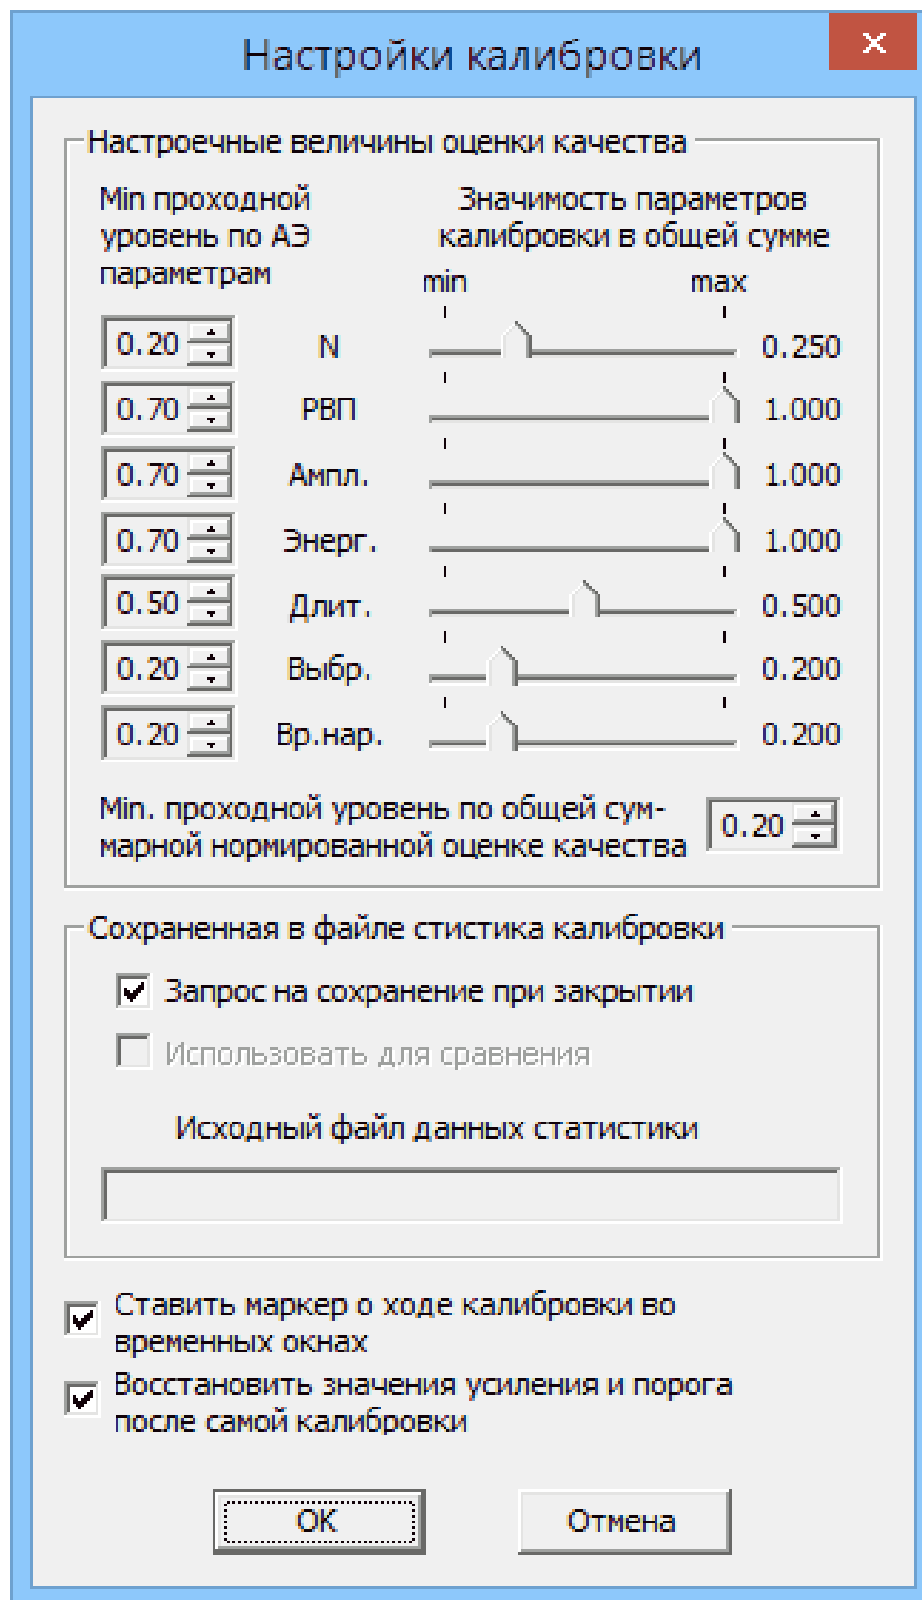 Настройки калибровки
Настроечные величины оценки качества
Min проходной
уровень по АЭ
параметрам
Значимость параметров
калибровки в общей сумме
min max
0.20 N 0.250
0.70 РВП 1.000
0.70 Ампл. 1.000
0.70 Энерг. 1.000
0.50 Длит. 0.500
0.20 Выбр. 0.200
0.20 Вр.нар. 0.200
Min. проходной уровень по общей сум-
марной нормированной оценке качества
0.20
Сохраненная в файле стистика калибровки
Запрос на сохранение при закрытии
Использовать для сравнения
Исходный файл данных статистики
Ставить маркер о ходе калибровки во
временных окнах
Восстановить значения усиления и порога
после самой калибровки
OK Отмена